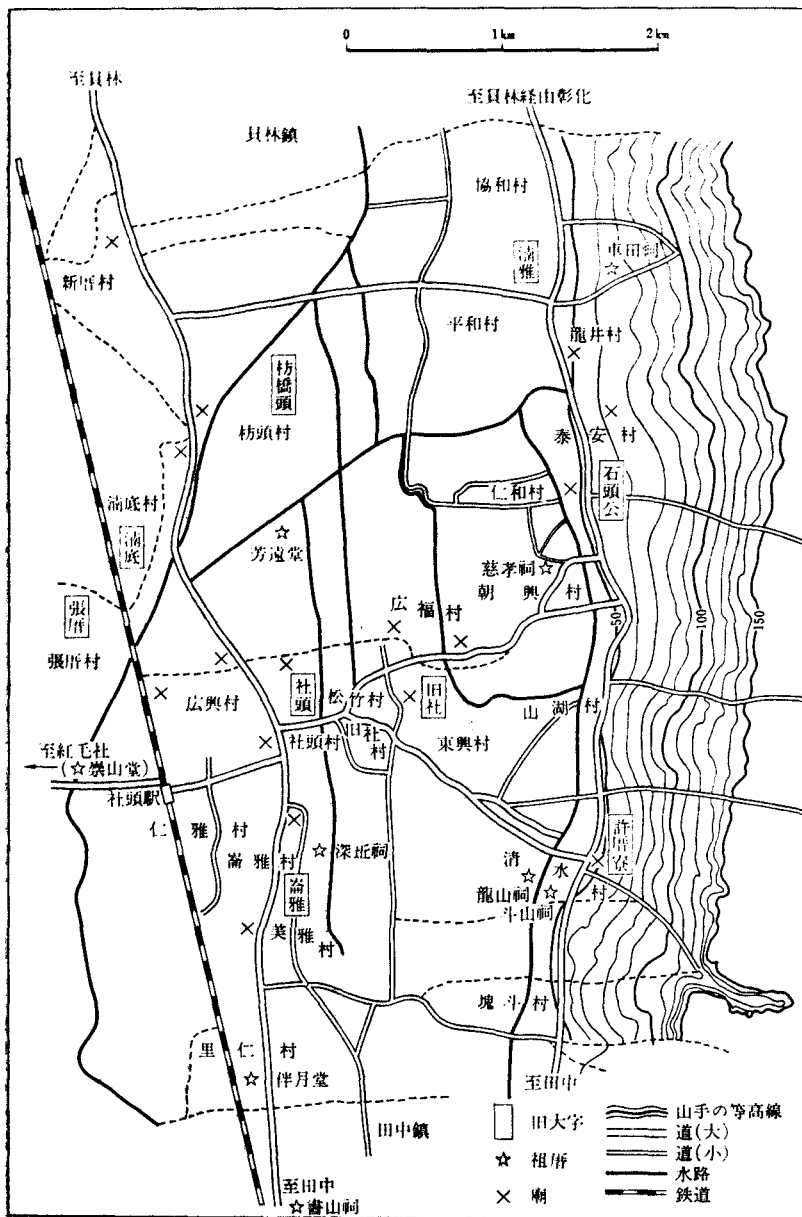 0
1km
2km
至員林
至員林経由彰化
員林鎮
協和村
湳雅
車田祠
新厝村
平和村
龍井村
枋橋頭
枋頭村
泰安村
石頭公
仁和村
湳底村
湳底
芳遠堂
慈孝祠
朝興村
広福村
張厝
張厝村
50
100
150
広興村
社頭
松竹村
旧社
旧社村
社頭村
東興村
山湖村
至紅毛社
(☆崇山堂)
社頭駅
仁雅村
崙雅村
深坵祠
崙雅
清水村
許厝寮
龍山祠
斗山祠
美雅村
塊斗村
里仁村
伴月堂
至田中
田中鎮
至田中
☆書山祠
旧大字
☆祖厝
×廟
山手の等高線
道(大)
道(小)
水路
鉄道